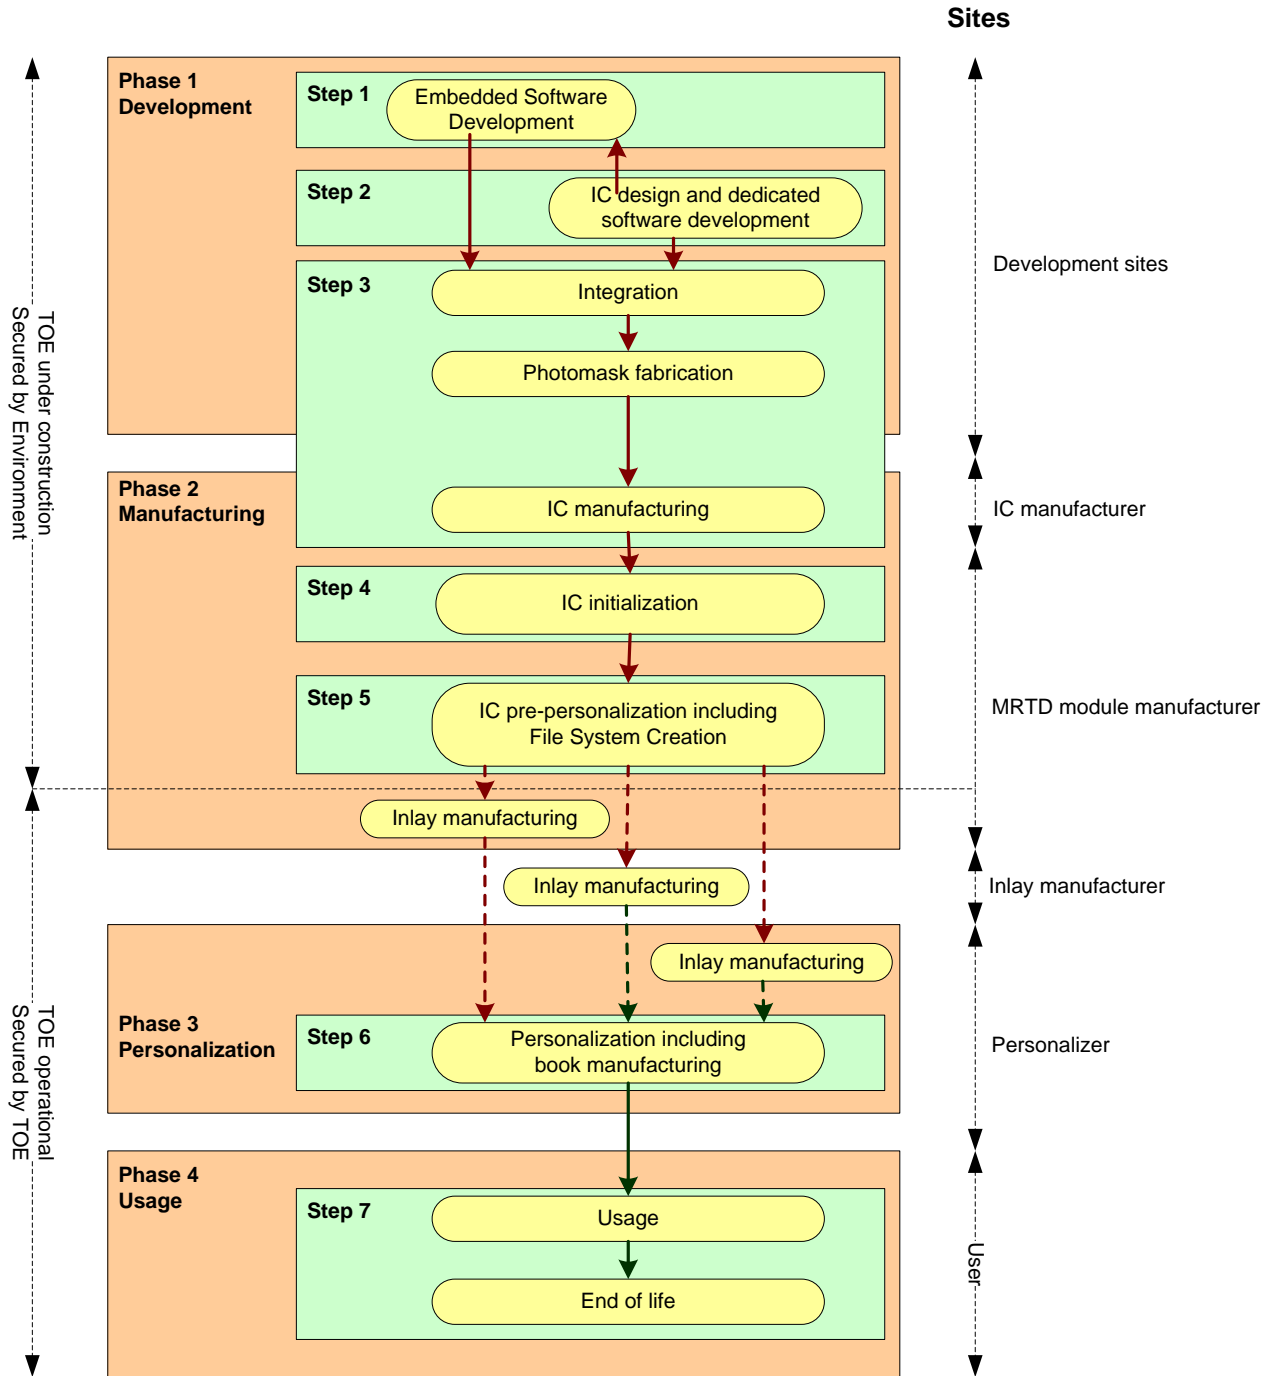 Sites
Phase 1
Development
Step 1
Embedded Software
Development
Step 2
IC design and dedicated
software development
Step 3
Integration
Photomask fabrication
Development sites
TOE under construction
Secured by Environment
Phase 2
Manufacturing
IC manufacturing
IC manufacturer
Step 4
IC initialization
Step 5
IC pre-personalization including
File System Creation
MRTD module manufacturer
Inlay manufacturing
Inlay manufacturing
Inlay manufacturer
Inlay manufacturing
Phase 3
Personalization
Step 6
Personalization including
book manufacturing
Personalizer
TOE operational
Secured by TOE
Phase 4
Usage
Step 7
Usage
End of life
User